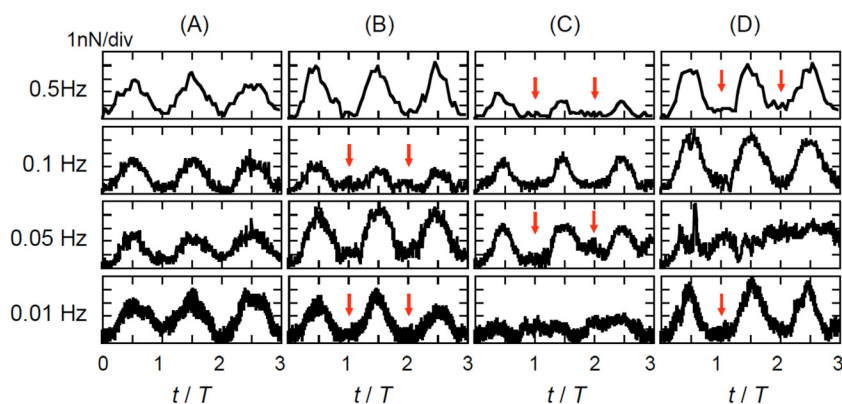 (A) (B) (C) (D)
1nN/div
0.5Hz
0.1 Hz
0.05 Hz
0.01 Hz
0 1 2 3 1 2 3 1 2 3 1 2 3
t / T t / T t / T t / T